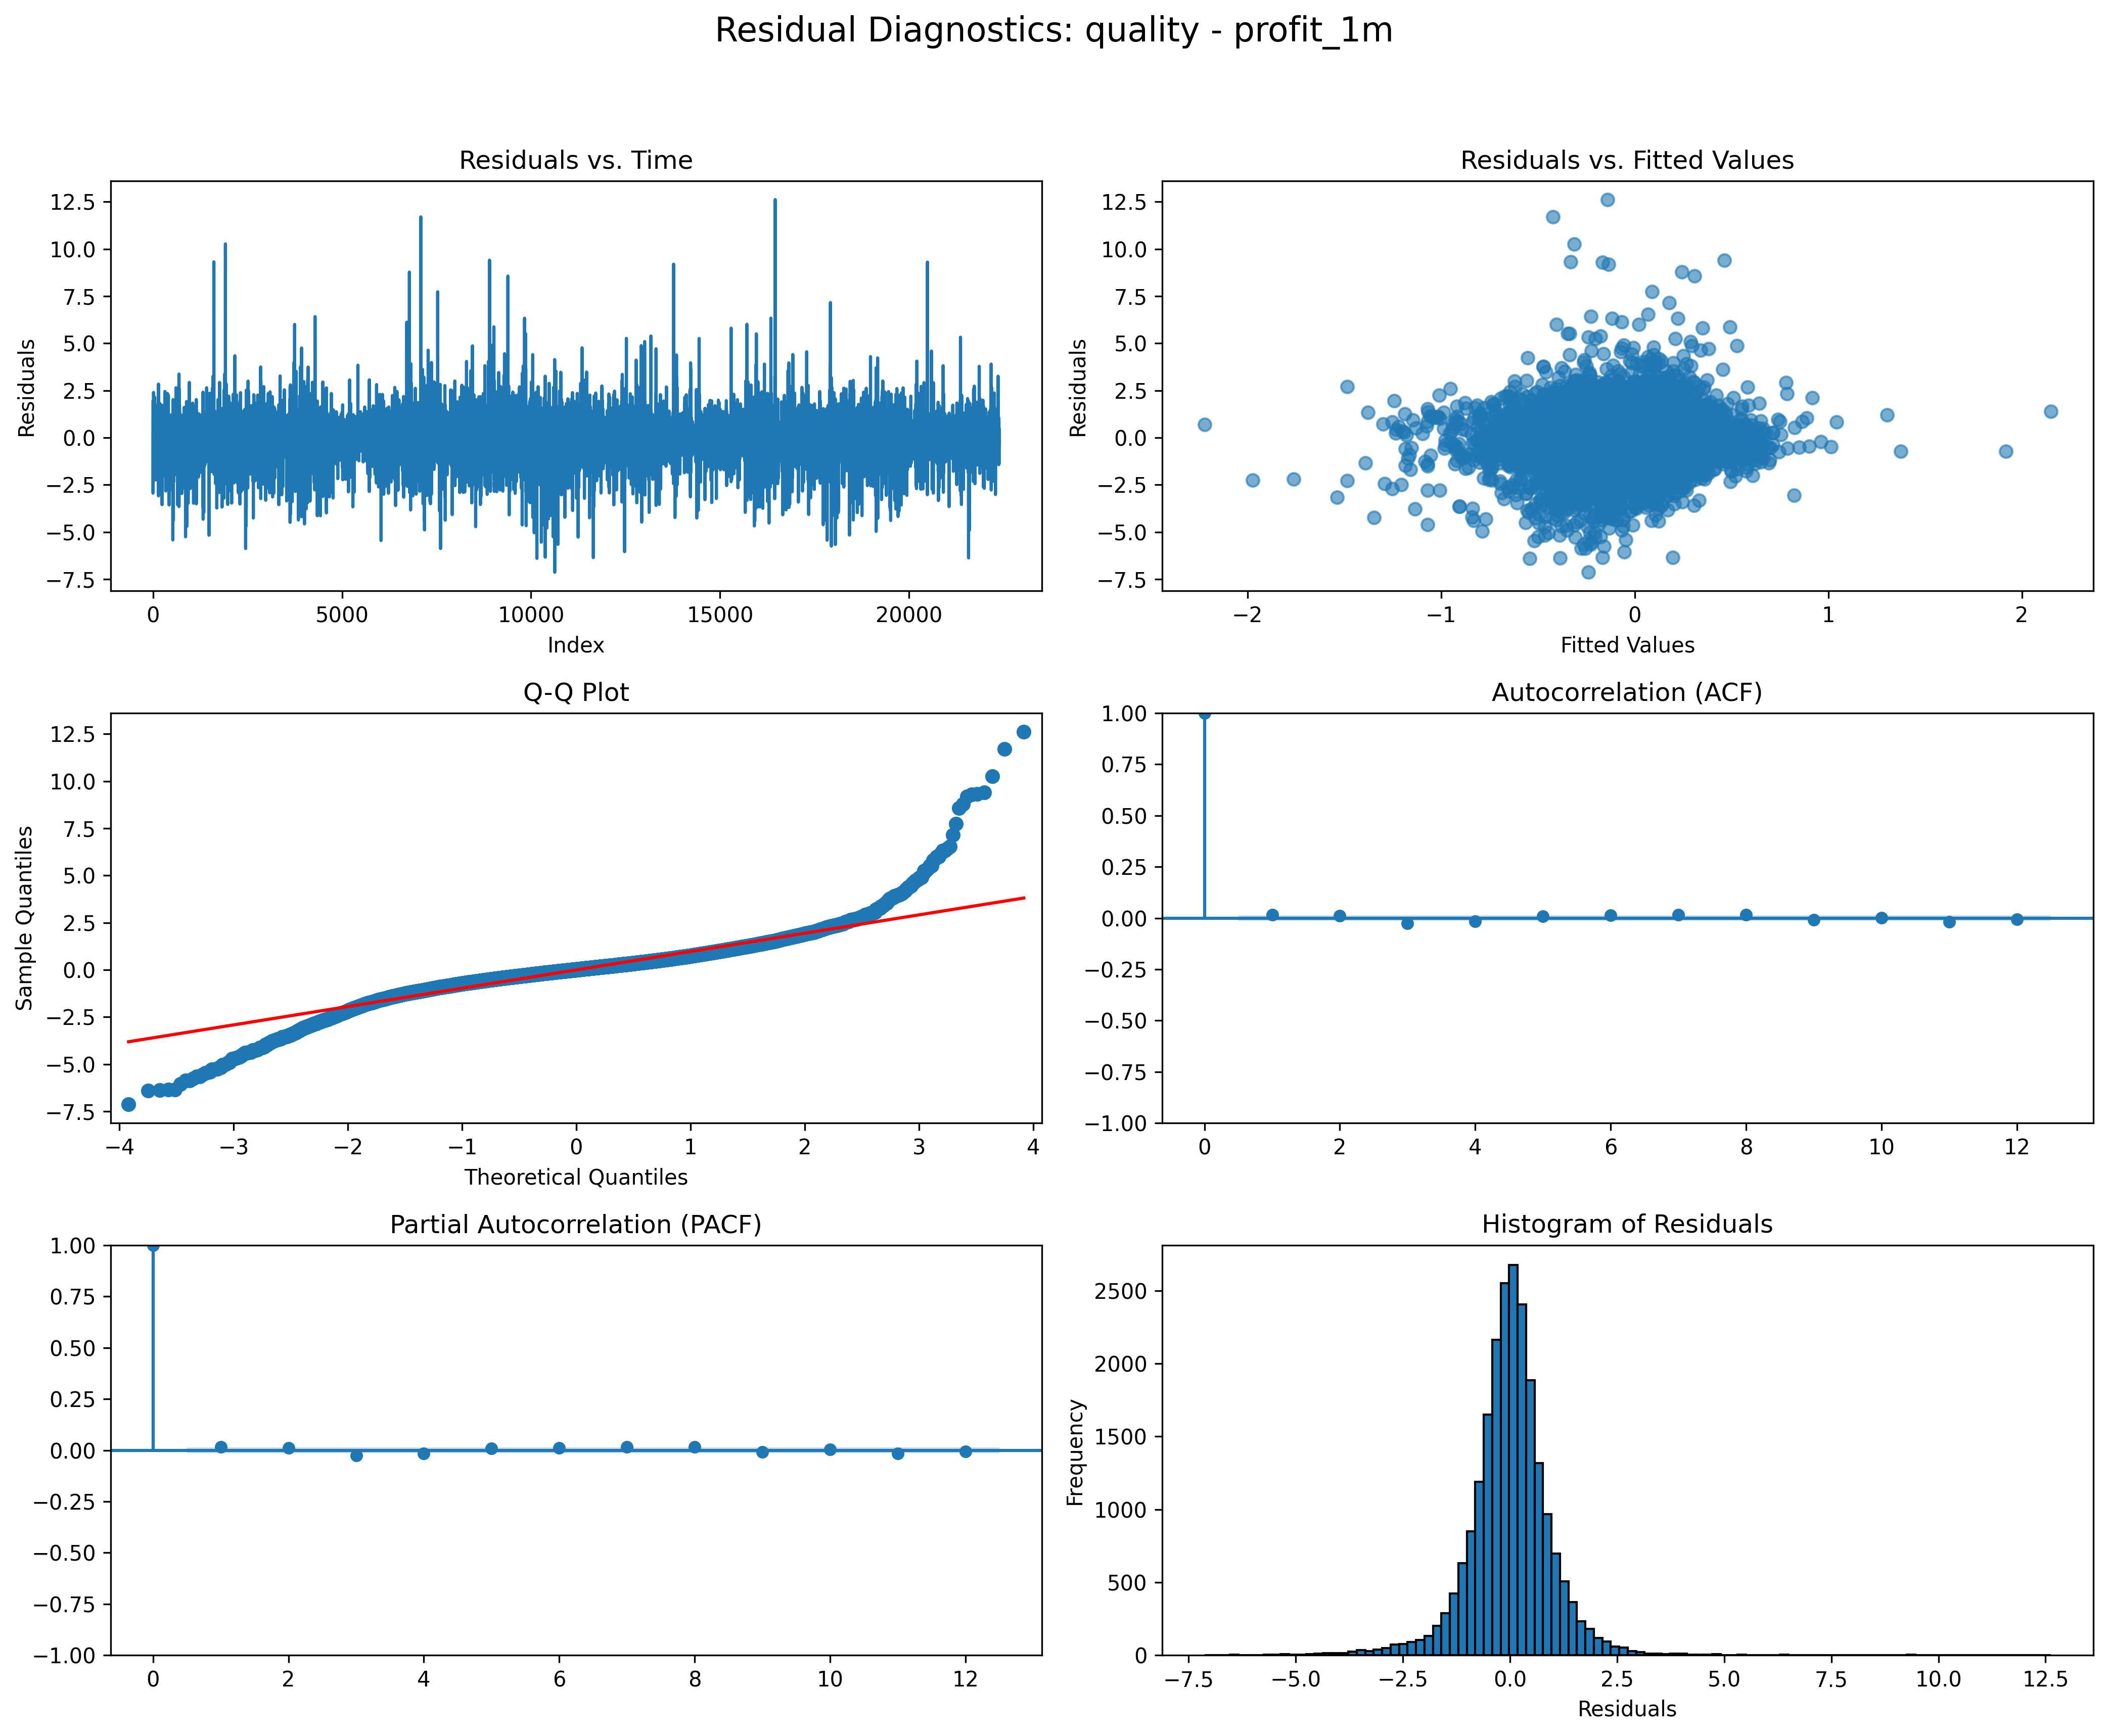 Residual Diagnostics: quality - profit_1m
Residuals vs. Time
12.5
10.0
7.5
5.0
2.5
0.0
−2.5
−5.0
−7.5
Residuals
0 5000 10000 15000 20000
Index
Residuals vs. Fitted Values
12.5
10.0
7.5
5.0
2.5
0.0
−2.5
−5.0
−7.5
Residuals
−2 −1 0 1 2
Fitted Values
Q-Q Plot
12.5
10.0
7.5
5.0
2.5
0.0
−2.5
−5.0
−7.5
Sample Quantiles
−4 −3 −2 −1 0 1 2 3 4
Theoretical Quantiles
Autocorrelation (ACF)
1.00
0.75
0.50
0.25
0.00
−0.25
−0.50
−0.75
−1.00
0 2 4 6 8 10 12
Partial Autocorrelation (PACF)
1.00
0.75
0.50
0.25
0.00
−0.25
−0.50
−0.75
−1.00
0 2 4 6 8 10 12
Histogram of Residuals
2500
2000
1500
1000
500
0
Frequency
−7.5 −5.0 −2.5 0.0 2.5 5.0 7.5 10.0 12.5
Residuals